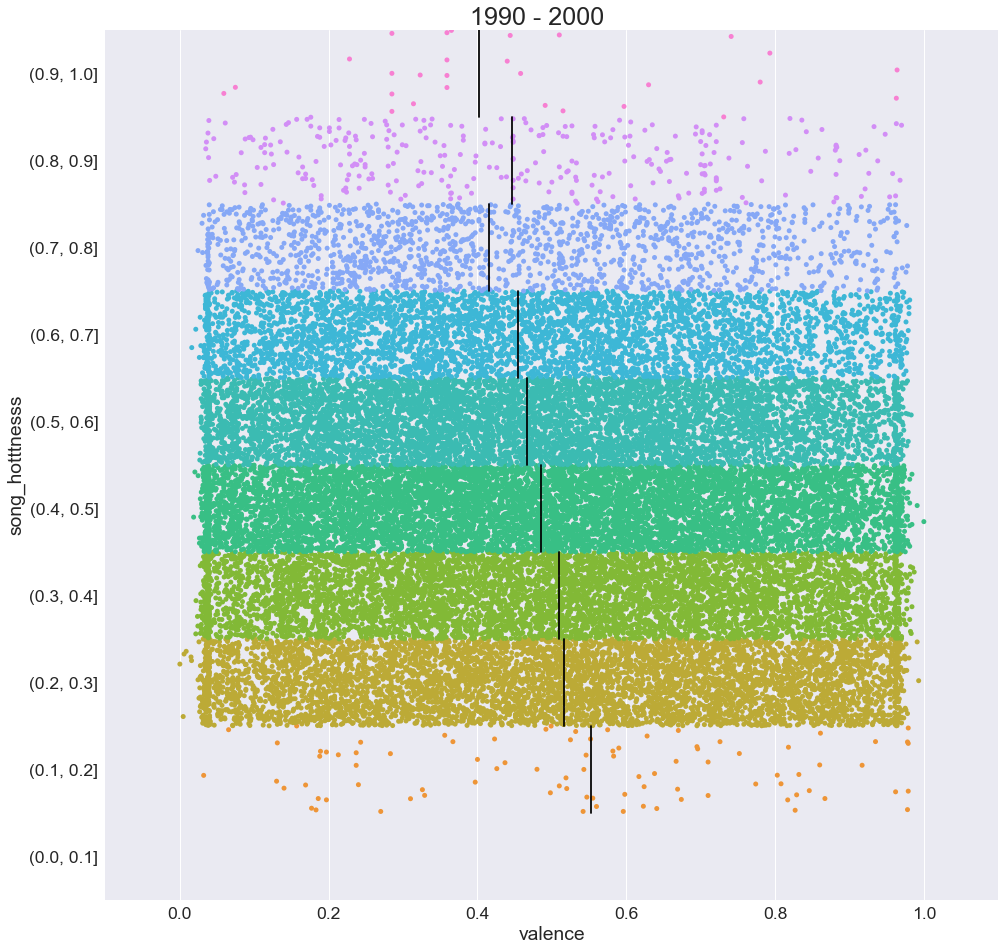 1990 - 2000
(0.9, 1.0]
(0.8, 0.9]
(0.7, 0.8]
(0.6, 0.7]
(0.5, 0.6]
(0.4, 0.5]
(0.3, 0.4]
(0.2, 0.3]
(0.1, 0.2]
(0.0, 0.1]
song_hotttnesss
0.0 0.2 0.4 0.6 0.8 1.0
valence